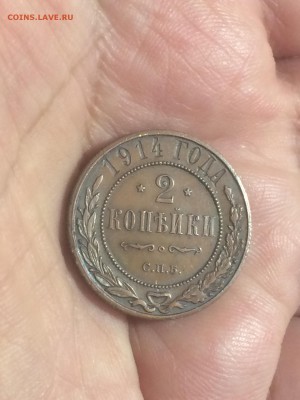 COINS.LAVE.RU
1914 ГОДА
2
КОПѢЙКИ
С.П.Б.